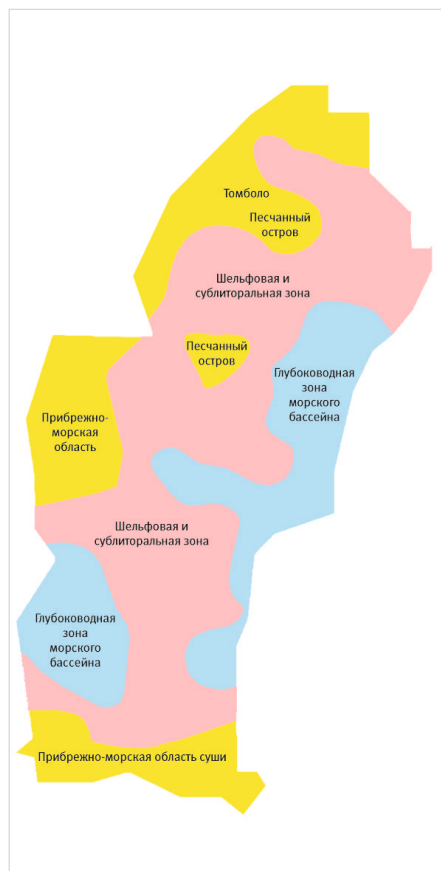 Томболо
Песчанный
остров
Шельфовая и
сублиторальная зона
Песчанный
остров
Глубоководная
зона
морского
бассейна
Прибрежно-
морская
область
Шельфовая и
сублиторальная зона
Глубоководная
зона
морского
бассейна
Прибрежно-морская область суши